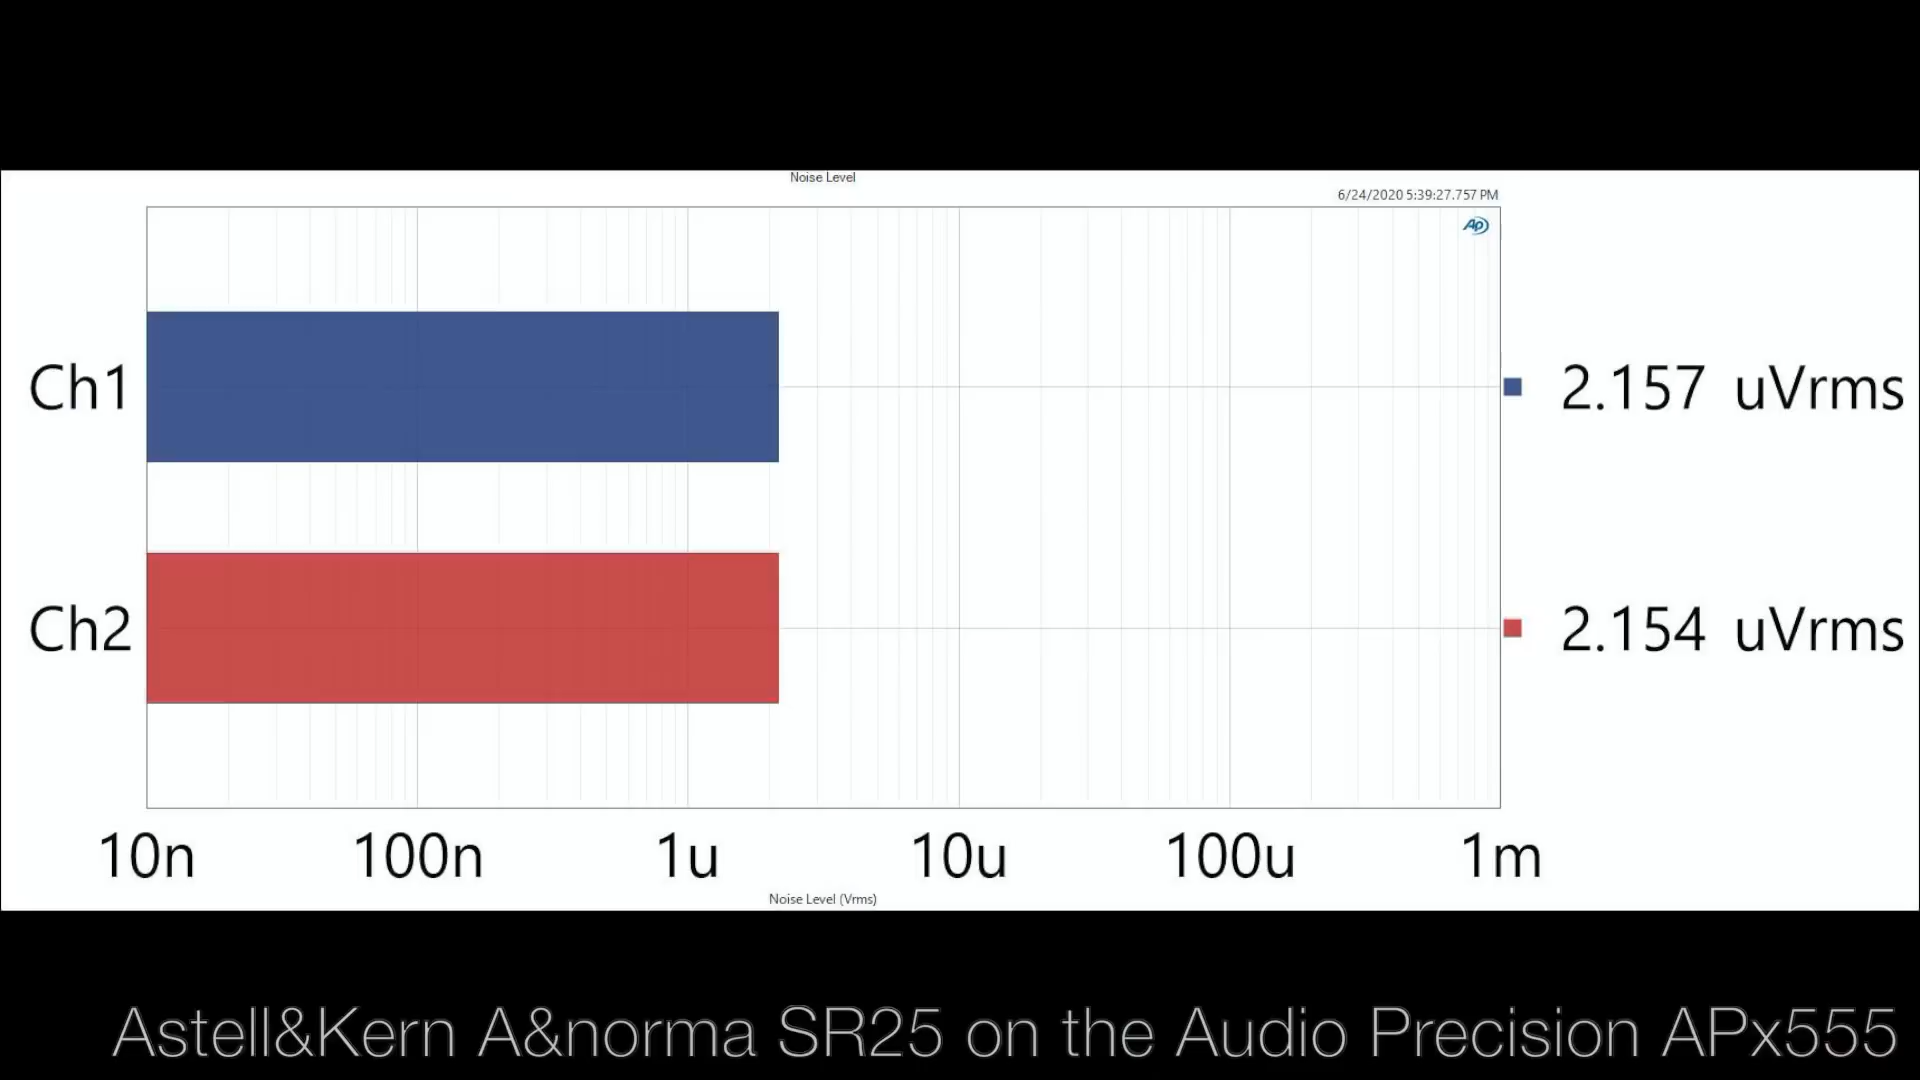 Noise Level
6/24/2020 5:39:27.757 PM
AP
Ch1
2.157 uVrms
Ch2
2.154 uVrms
10n 100n 1u 10u 100u 1m
Noise Level (Vrms)
Astell&Kern A&norma SR25 on the Audio Precision APx555